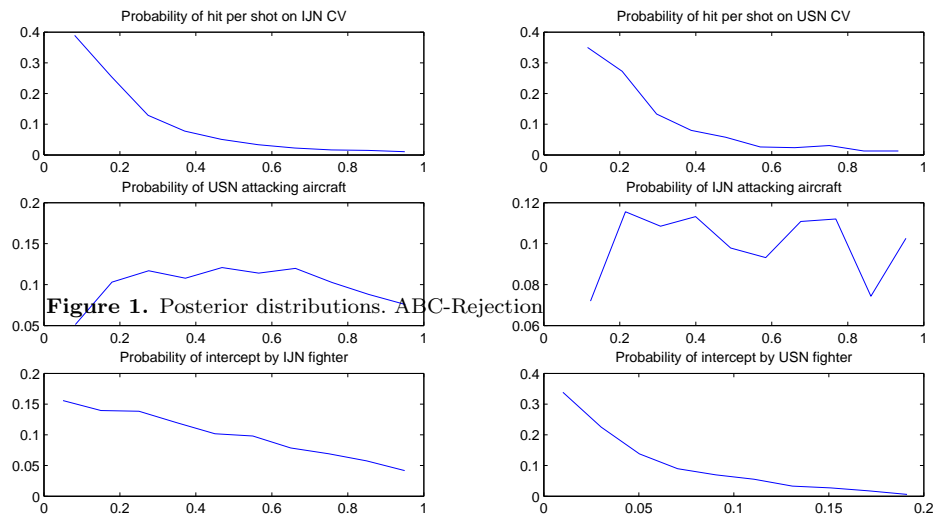 Probability of hit per shot on IJN CV
0.4
0.3
0.2
0.1
0
0 0.2 0.4 0.6 0.8 1
Probability of hit per shot on USN CV
0.4
0.3
0.2
0.1
0
0 0.2 0.4 0.6 0.8 1
Probability of USN attacking aircraft
0.2
0.15
0.1
0.05
0 0.2 0.4 0.6 0.8 1
Probability of IJN attacking aircraft
0.12
0.1
0.08
0.06
0 0.2 0.4 0.6 0.8 1
Figure 1. Posterior distributions. ABC-Rejection
Probability of intercept by IJN fighter
0.2
0.15
0.1
0.05
0
0 0.2 0.4 0.6 0.8 1
Probability of intercept by USN fighter
0.4
0.3
0.2
0.1
0
0 0.05 0.1 0.15 0.2